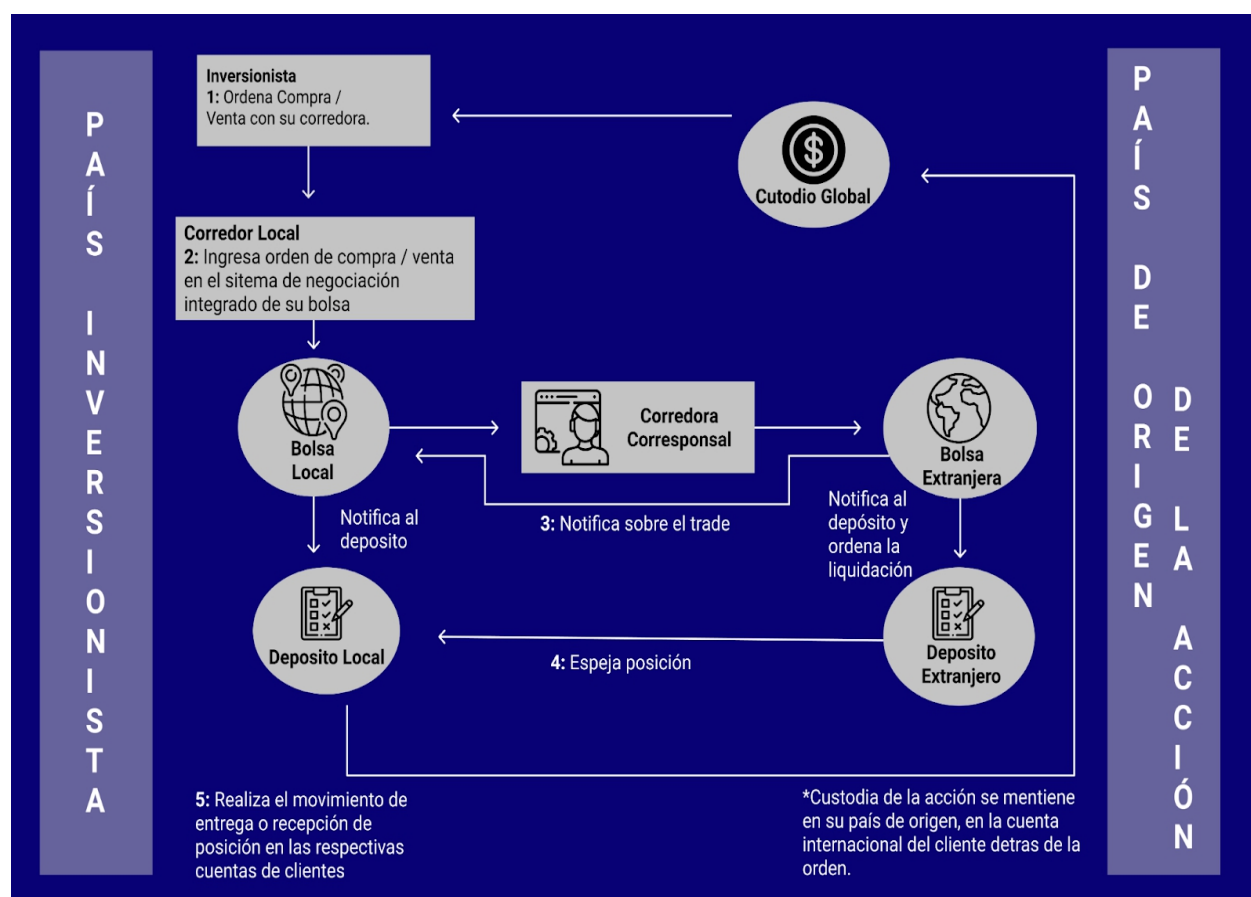 PAÍS INVERSIONISTA
Inversionista
1: Ordena Compra /
Venta con su corredora.
Cutodio Global
Corredor Local
2: Ingresa orden de compra / venta
en el sitema de negociación
integrado de su bolsa
Bolsa
Local
Corredora
Corresponsal
Bolsa
Extranjera
Notifica al
deposito
3: Notifica sobre el trade
Notifica al
depósito y
ordena la
liquidación
Deposito Local
4: Espeja posición
Deposito
Extranjero
5: Realiza el movimiento de
entrega o recepción de
posición en las respectivas
cuentas de clientes
*Custodia de la acción se mentiene
en su país de origen, en la cuenta
internacional del cliente detras de la
orden.
PAÍS DE ORIGEN
DE LA ACCIÓN